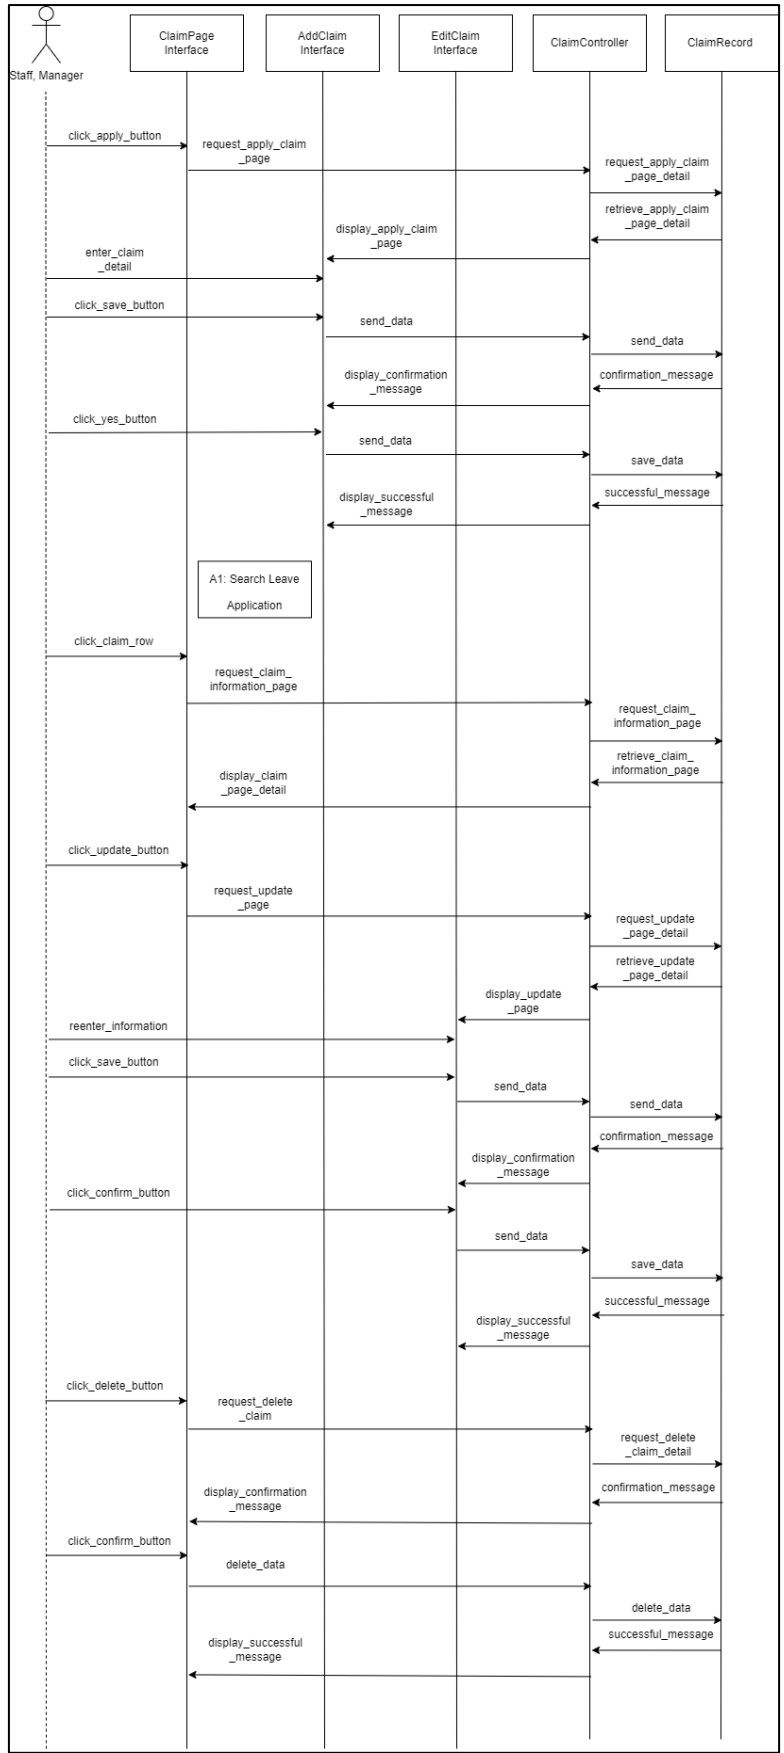 Staff, Manager
ClaimPage
Interface
AddClaim
Interface
EditClaim
Interface
ClaimController
ClaimRecord
click_apply_button
request_apply_claim
_page
request_apply_claim
_page_detail
retrieve_apply_claim
_page_detail
display_apply_claim
_page
enter_claim
_detail
click_save_button
send_data
send_data
confirmation_message
display_confirmation
_message
click_yes_button
send_data
save_data
successful_message
display_successful
_message
A1: Search Leave
Application
click_claim_row
request_claim_
information_page
request_claim_
information_page
retrieve_claim_
information_page
display_claim
_page_detail
click_update_button
request_update
_page
request_update
_page_detail
retrieve_update
_page_detail
display_update
_page
reenter_information
click_save_button
send_data
send_data
confirmation_message
display_confirmation
_message
click_confirm_button
send_data
save_data
successful_message
display_successful
_message
click_delete_button
request_delete
_claim
request_delete
_claim_detail
confirmation_message
display_confirmation
_message
click_confirm_button
delete_data
delete_data
successful_message
display_successful
_message